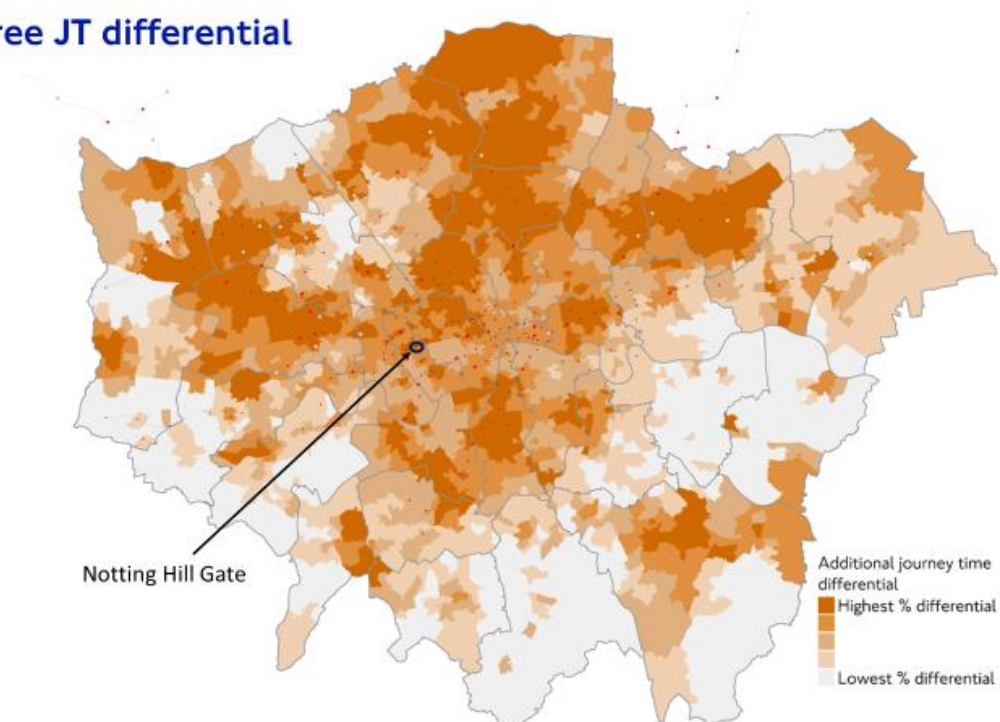 ree JT differential
Notting Hill Gate
Additional journey time
differential
Highest % differential
Lowest % differential